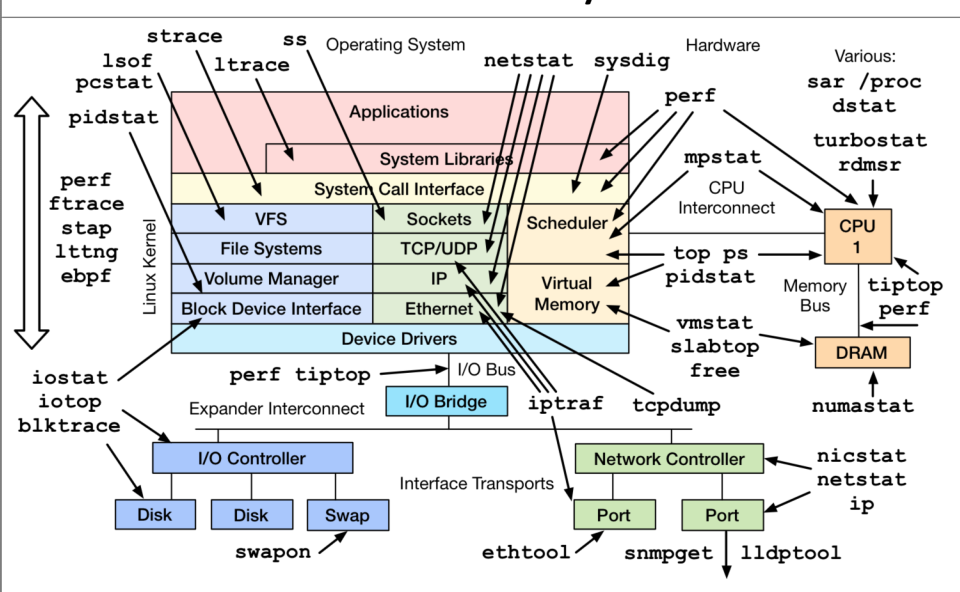 strace
ss
Operating System
Hardware
lsof
pcstat
ltrace
netstat
sysdig
Various:
sar /proc
dstat
pidstat
Applications
perf
turbostat
rdmsr
System Libraries
mpstat
perf
ftrace
stap
lttng
ebpf
System Call Interface
CPU
Interconnect
Linux Kernel
VFS
Sockets
Scheduler
CPU
1
File Systems
TCP/UDP
top ps
pidstat
Volume Manager
IP
Virtual
Memory
Memory
Bus
tiptop
perf
Block Device Interface
Ethernet
vmstat
slabtop
free
Device Drivers
DRAM
iostat
iotop
blktrace
perf tiptop
I/O Bus
I/O Bridge
iptraf
tcpdump
numastat
Expander Interconnect
I/O Controller
Network Controller
nicstat
netstat
ip
Interface Transports
Disk
Disk
Swap
Port
Port
swapon
ethtool
snmpget
lldptool